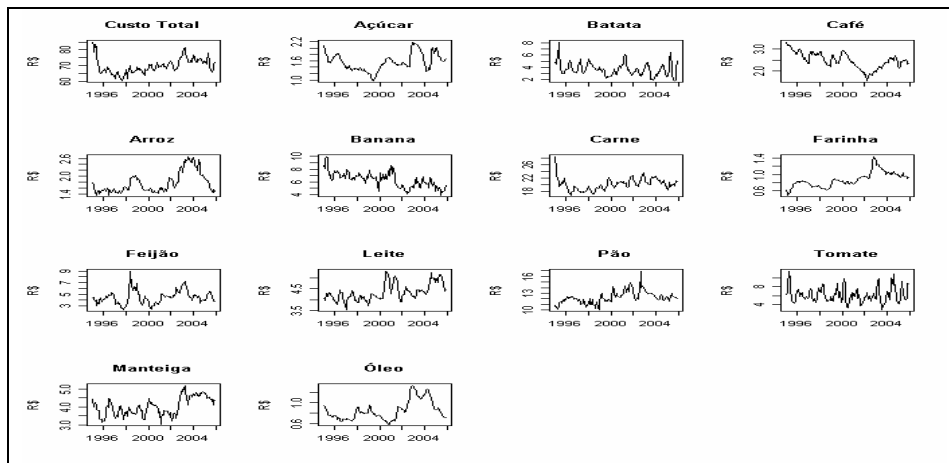 Custo Total
R$
60 70 80
1996 2000 2004
Açúcar
R$
1.0 1.6 2.2
1996 2000 2004
Batata
R$
2 4 6 8
1996 2000 2004
Café
R$
2.0 3.0
1996 2000 2004
Arroz
R$
1.4 2.0 2.6
1996 2000 2004
Banana
R$
4 6 8 10
1996 2000 2004
Carne
R$
18 22 26
1996 2000 2004
Farinha
R$
0.6 1.0 1.4
1996 2000 2004
Feijão
R$
3 5 7 9
1996 2000 2004
Leite
R$
3.5 4.5
1996 2000 2004
Pão
R$
10 13 16
1996 2000 2004
Tomate
R$
4 8
1996 2000 2004
Manteiga
R$
3.0 4.0 5.0
1996 2000 2004
Óleo
R$
0.6 1.0
1996 2000 2004